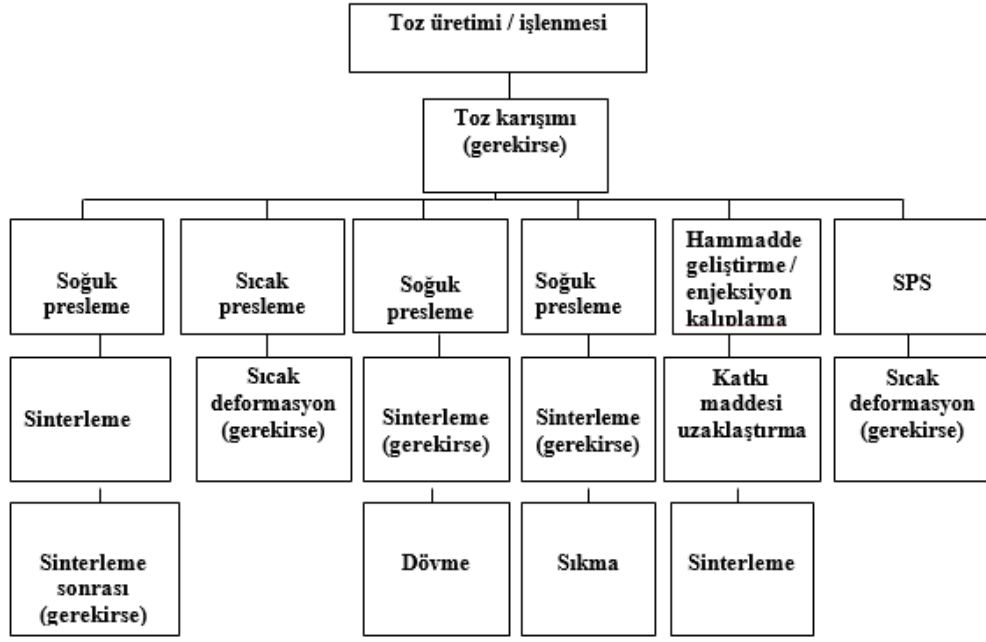 Toz üretimi / işlenmesi
Toz karışımı
(gerekirse)
Soğuk
presleme
Sıcak
presleme
Soğuk
presleme
Soğuk
presleme
Hammadde
geliştirme /
enjeksiyon
kalıplama
SPS
Sinterleme
Sıcak
deformasyon
(gerekirse)
Sinterleme
(gerekirse)
Sinterleme
(gerekirse)
Katkı
maddesi
uzaklaştırma
Sıcak
deformasyon
(gerekirse)
Sinterleme
sonrası
(gerekirse)
Dövme
Sıkma
Sinterleme